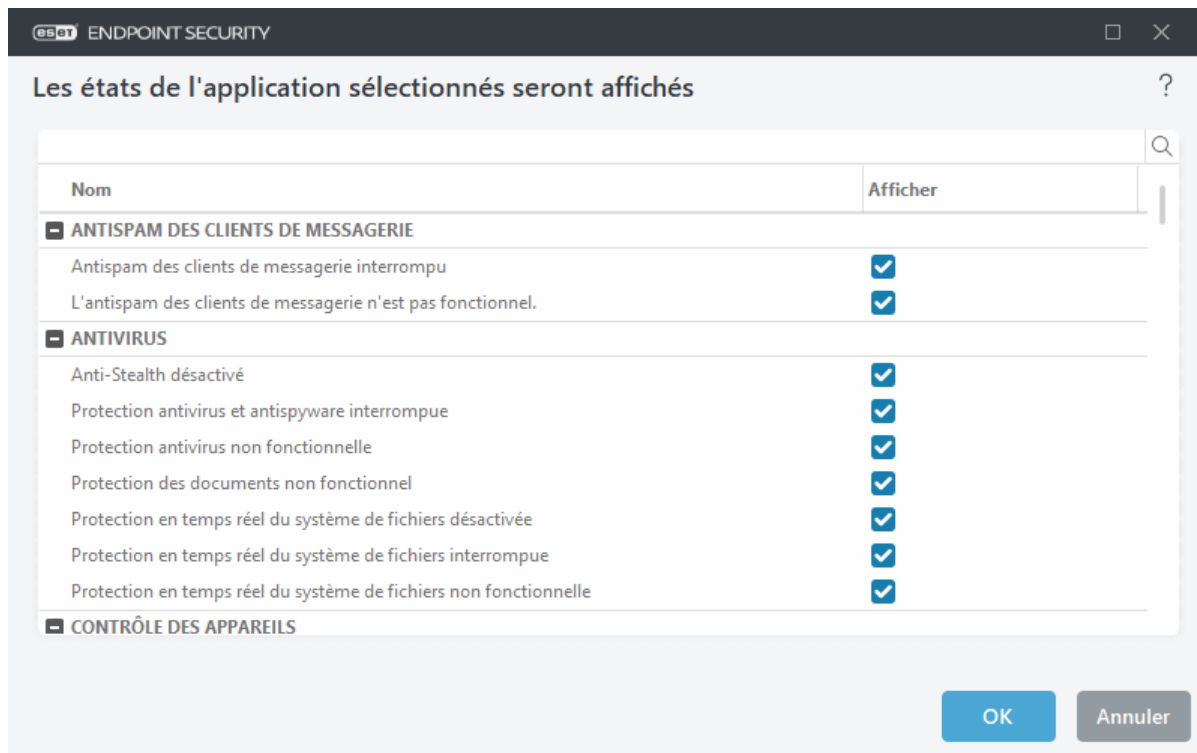 eseT ENDPOINT SECURITY
Les états de l'application sélectionnés seront affichés
?
Nom Afficher
ANTISPAM DES CLIENTS DE MESSAGERIE
Antispam des clients de messagerie interrompu
L'antispam des clients de messagerie n'est pas fonctionnel.
ANTIVIRUS
Anti-Stealth désactivé
Protection antivirus et antispyware interrompue
Protection antivirus non fonctionnelle
Protection des documents non fonctionnel
Protection en temps réel du système de fichiers désactivée
Protection en temps réel du système de fichiers interrompue
Protection en temps réel du système de fichiers non fonctionnelle
CONTRÔLE DES APPAREILS
OK Annuler